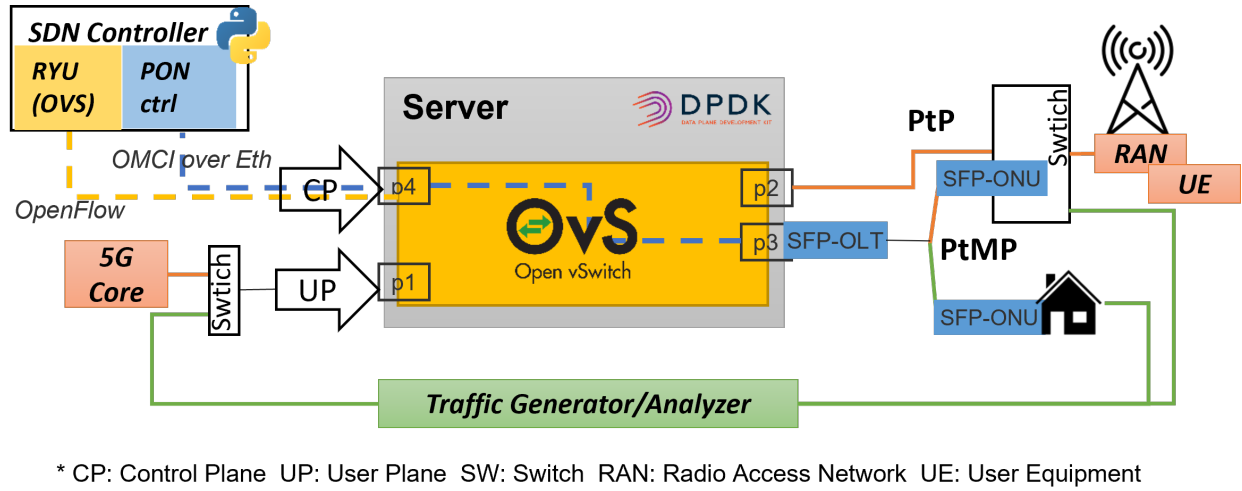 SDN Controller
RYU
(OVS)
PON
ctrl
OMCI over Eth
OpenFlow
CP
p4
Server
DPDK
DATA PLANE DEVELOPMENT KIT
OvS
Open vSwitch
p2
p3
SFP-OLT
PtP
PtMP
Swtich
SFP-ONU
RAN
UE
SFP-ONU
5G
Core
Swtich
UP
p1
Traffic Generator/Analyzer
* CP: Control Plane UP: User Plane SW: Switch RAN: Radio Access Network UE: User Equipment